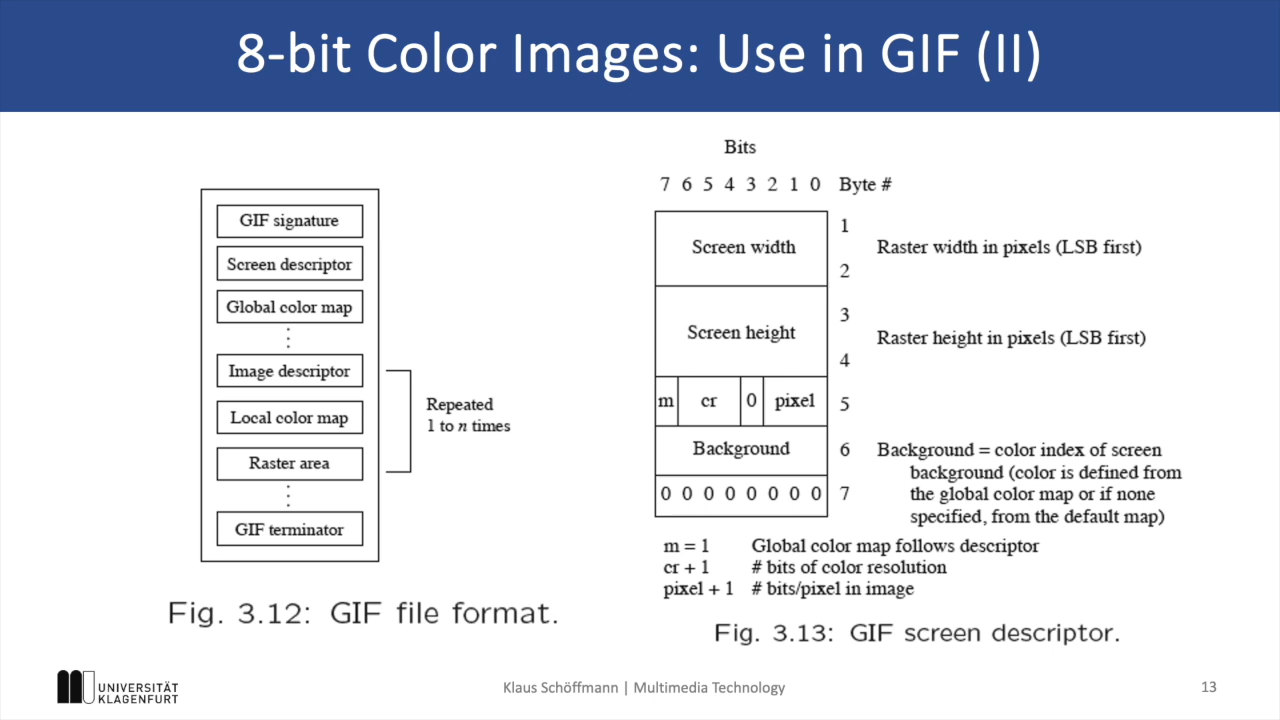 8-bit Color Images: Use in GIF (II)
GIF signature
Screen descriptor
Global color map
Image descriptor
Local color map
Raster area
GIF terminator
Repeated
1 to n times
Fig. 3.12: GIF file format.
Bits
7 6 5 4 3 2 1 0 Byte #
Screen width
1
2
Raster width in pixels (LSB first)
Screen height
3
4
Raster height in pixels (LSB first)
m cr 0 pixel 5
Background 6
Background = color index of screen
background (color is defined from
the global color map or if none
specified, from the default map)
0 0 0 0 0 0 0 0 7
m = 1 Global color map follows descriptor
cr + 1 # bits of color resolution
pixel + 1 # bits/pixel in image
Fig. 3.13: GIF screen descriptor.
UNIVERSITÄT
KLAGENFURT
Klaus Schöffmann | Multimedia Technology
13